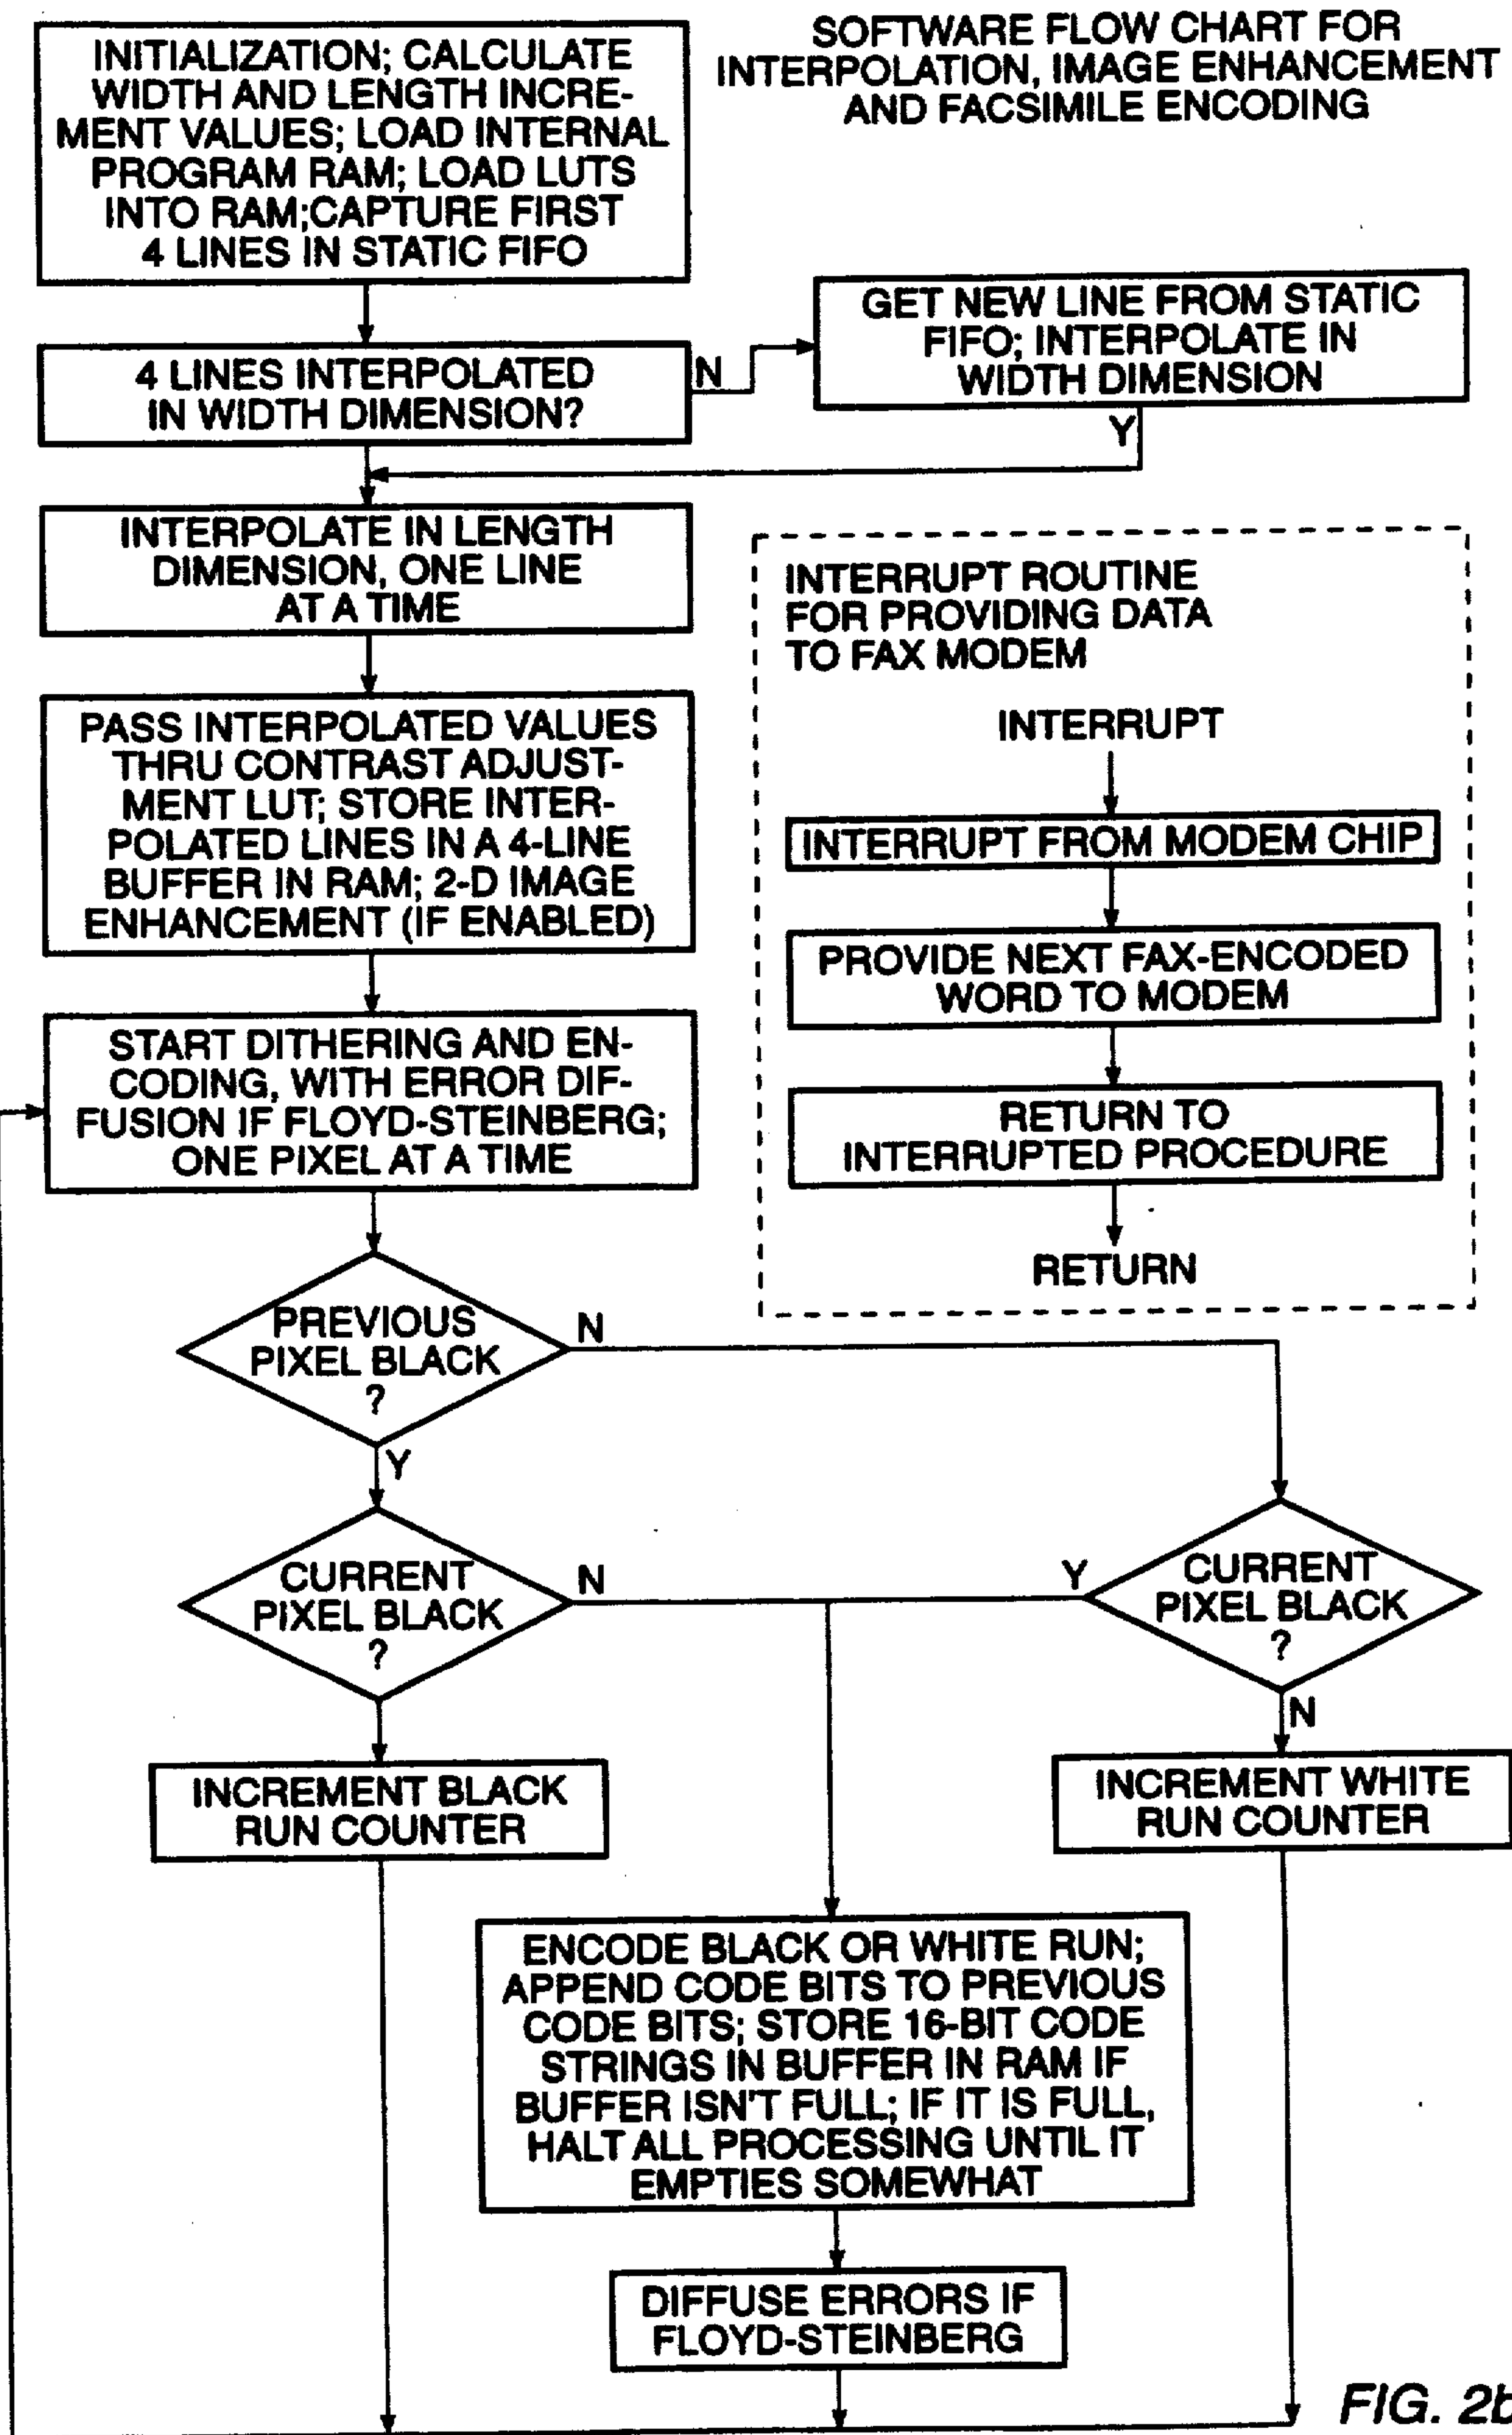 SOFTWARE FLOW CHART FOR
INTERPOLATION, IMAGE ENHANCEMENT
AND FACSIMILE ENCODING
INITIALIZATION; CALCULATE
WIDTH AND LENGTH INCRE-
MENT VALUES; LOAD INTERNAL
PROGRAM RAM; LOAD LUTS
INTO RAM;CAPTURE FIRST
4 LINES IN STATIC FIFO
4 LINES INTERPOLATED
IN WIDTH DIMENSION?
N
GET NEW LINE FROM STATIC
FIFO; INTERPOLATE IN
WIDTH DIMENSION
Y
INTERPOLATE IN LENGTH
DIMENSION, ONE LINE
AT A TIME
PASS INTERPOLATED VALUES
THRU CONTRAST ADJUST-
MENT LUT; STORE INTER-
POLATED LINES IN A 4-LINE
BUFFER IN RAM; 2-D IMAGE
ENHANCEMENT (IF ENABLED)
START DITHERING AND EN-
CODING, WITH ERROR DIF-
FUSION IF FLOYD-STEINBERG;
ONE PIXEL AT A TIME
INTERRUPT ROUTINE
FOR PROVIDING DATA
TO FAX MODEM
INTERRUPT
INTERRUPT FROM MODEM CHIP
PROVIDE NEXT FAX-ENCODED
WORD TO MODEM
RETURN TO
INTERRUPTED PROCEDURE
RETURN
PREVIOUS
PIXEL BLACK
?
N
Y
CURRENT
PIXEL BLACK
?
N
Y
CURRENT
PIXEL BLACK
?
N
INCREMENT BLACK
RUN COUNTER
INCREMENT WHITE
RUN COUNTER
ENCODE BLACK OR WHITE RUN;
APPEND CODE BITS TO PREVIOUS
CODE BITS; STORE 16-BIT CODE
STRINGS IN BUFFER IN RAM IF
BUFFER ISN'T FULL; IF IT IS FULL,
HALT ALL PROCESSING UNTIL IT
EMPTIES SOMEWHAT
DIFFUSE ERRORS IF
FLOYD-STEINBERG
FIG. 2b